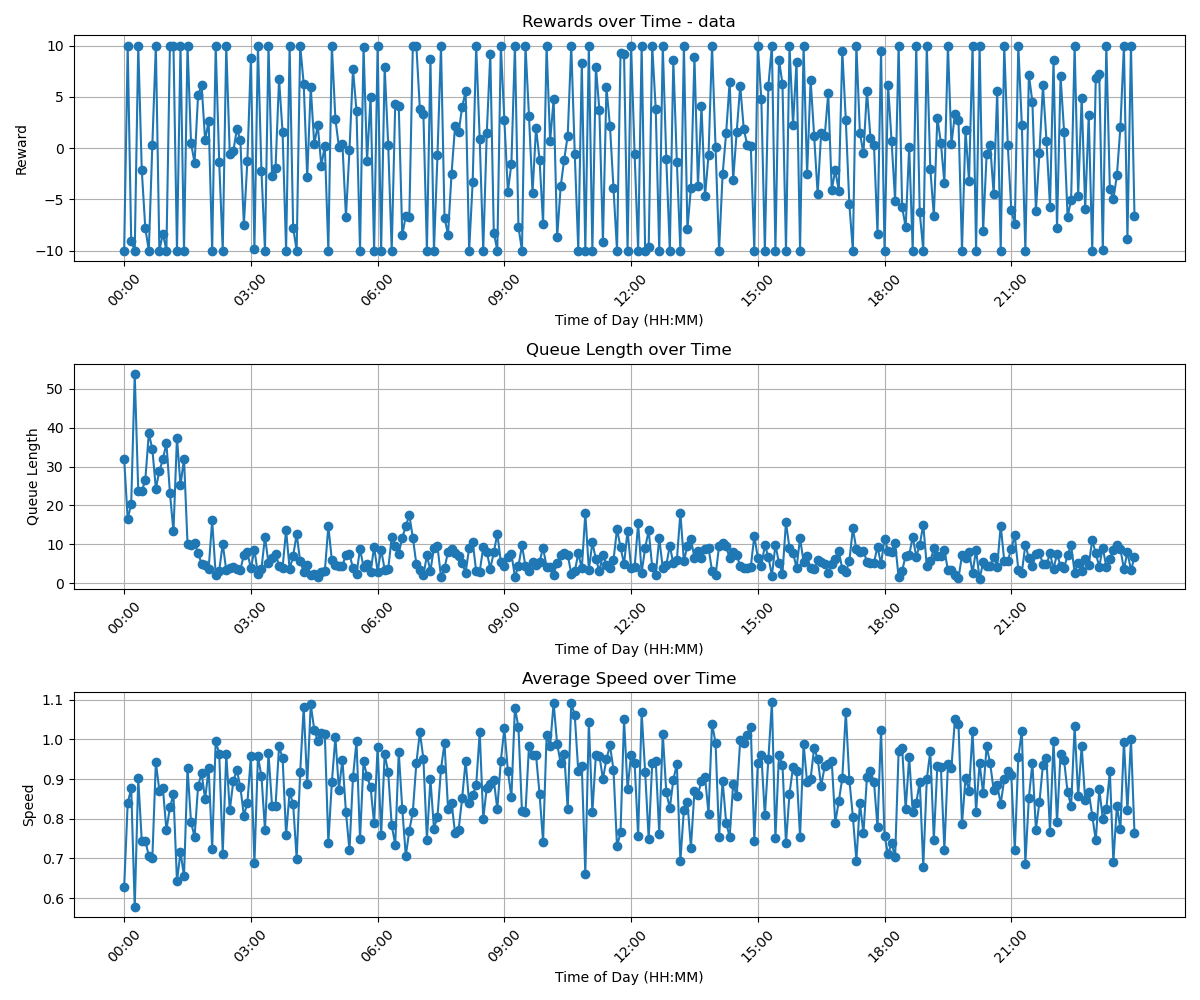 Rewards over Time - data
10
5
0
−5
−10
Reward
00:00 03:00 06:00 09:00 12:00 15:00 18:00 21:00
Time of Day (HH:MM)
Queue Length over Time
50
40
30
20
10
0
Queue Length
00:00 03:00 06:00 09:00 12:00 15:00 18:00 21:00
Time of Day (HH:MM)
Average Speed over Time
1.1
1.0
0.9
0.8
0.7
0.6
Speed
00:00 03:00 06:00 09:00 12:00 15:00 18:00 21:00
Time of Day (HH:MM)